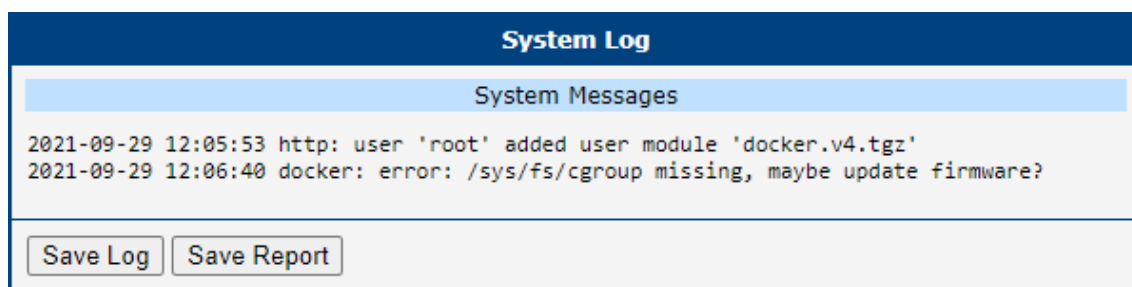 System Log
System Messages
2021-09-29 12:05:53 http: user 'root' added user module 'docker.v4.tgz'
2021-09-29 12:06:40 docker: error: /sys/fs/cgroup missing, maybe update firmware?
Save Log Save Report